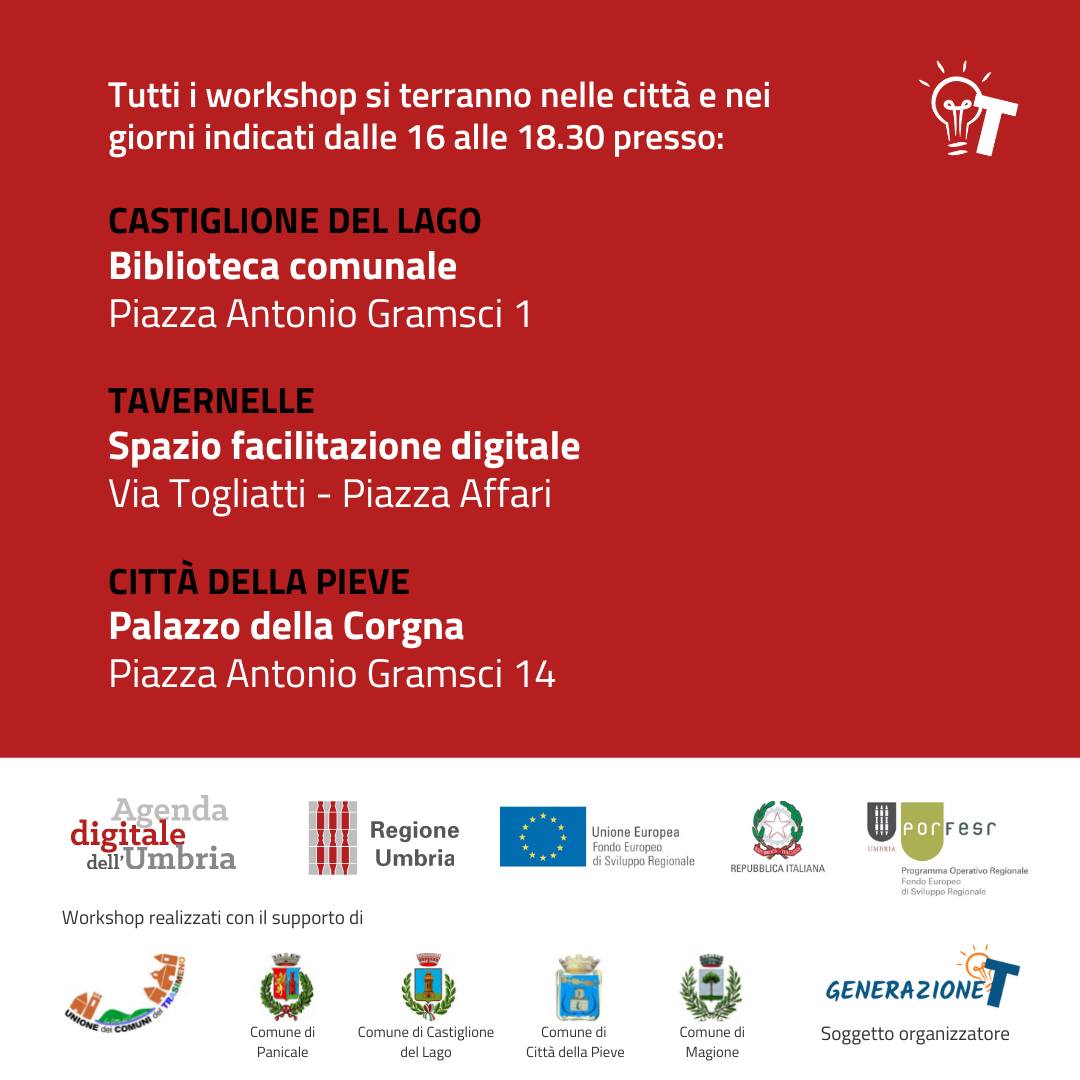 Tutti i workshop si terranno nelle città e nei
giorni indicati dalle 16 alle 18.30 presso:
T
CASTIGLIONE DEL LAGO
Biblioteca comunale
Piazza Antonio Gramsci 1
TAVERNELLE
Spazio facilitazione digitale
Via Togliatti - Piazza Affari
CITTÀ DELLA PIEVE
Palazzo della Corgna
Piazza Antonio Gramsci 14
Agenda
digitale
dell'Umbria
Regione
Umbria
Unione Europea
Fondo Europeo
di Sviluppo Regionale
REPUBBLICA ITALIANA
UMBRIA
porFesr
Programma Operativo Regionale
Fondo Europeo
di Sviluppo Regionale
Workshop realizzati con il supporto di
UNIONE dei COMUNI del TRASIMENO
Comune di
Panicale
Comune di Castiglione
del Lago
Comune di
Città della Pieve
Comune di
Magione
GENERAZIONE T
Soggetto organizzatore